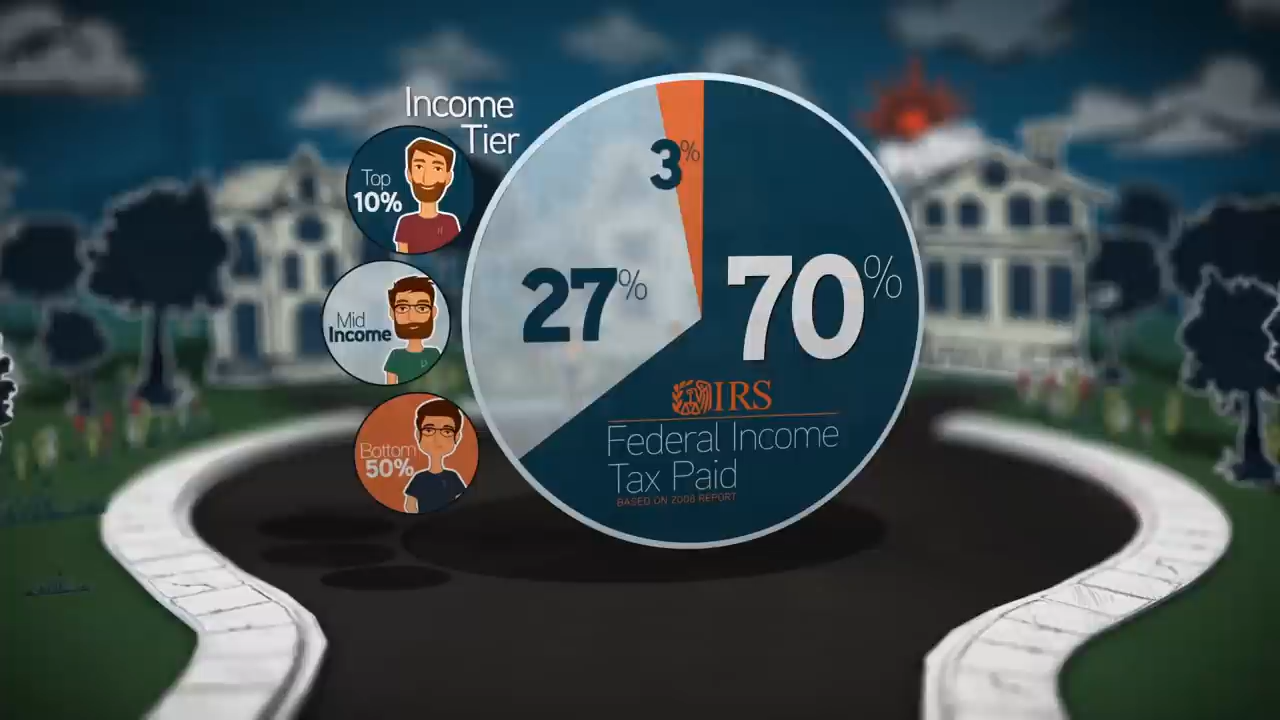 Income
Tier
Top
10%
Mid
Income
Bottom
50%
3%
27%
70%
IRS
Federal Income
Tax Paid
BASED ON 2008 REPORT